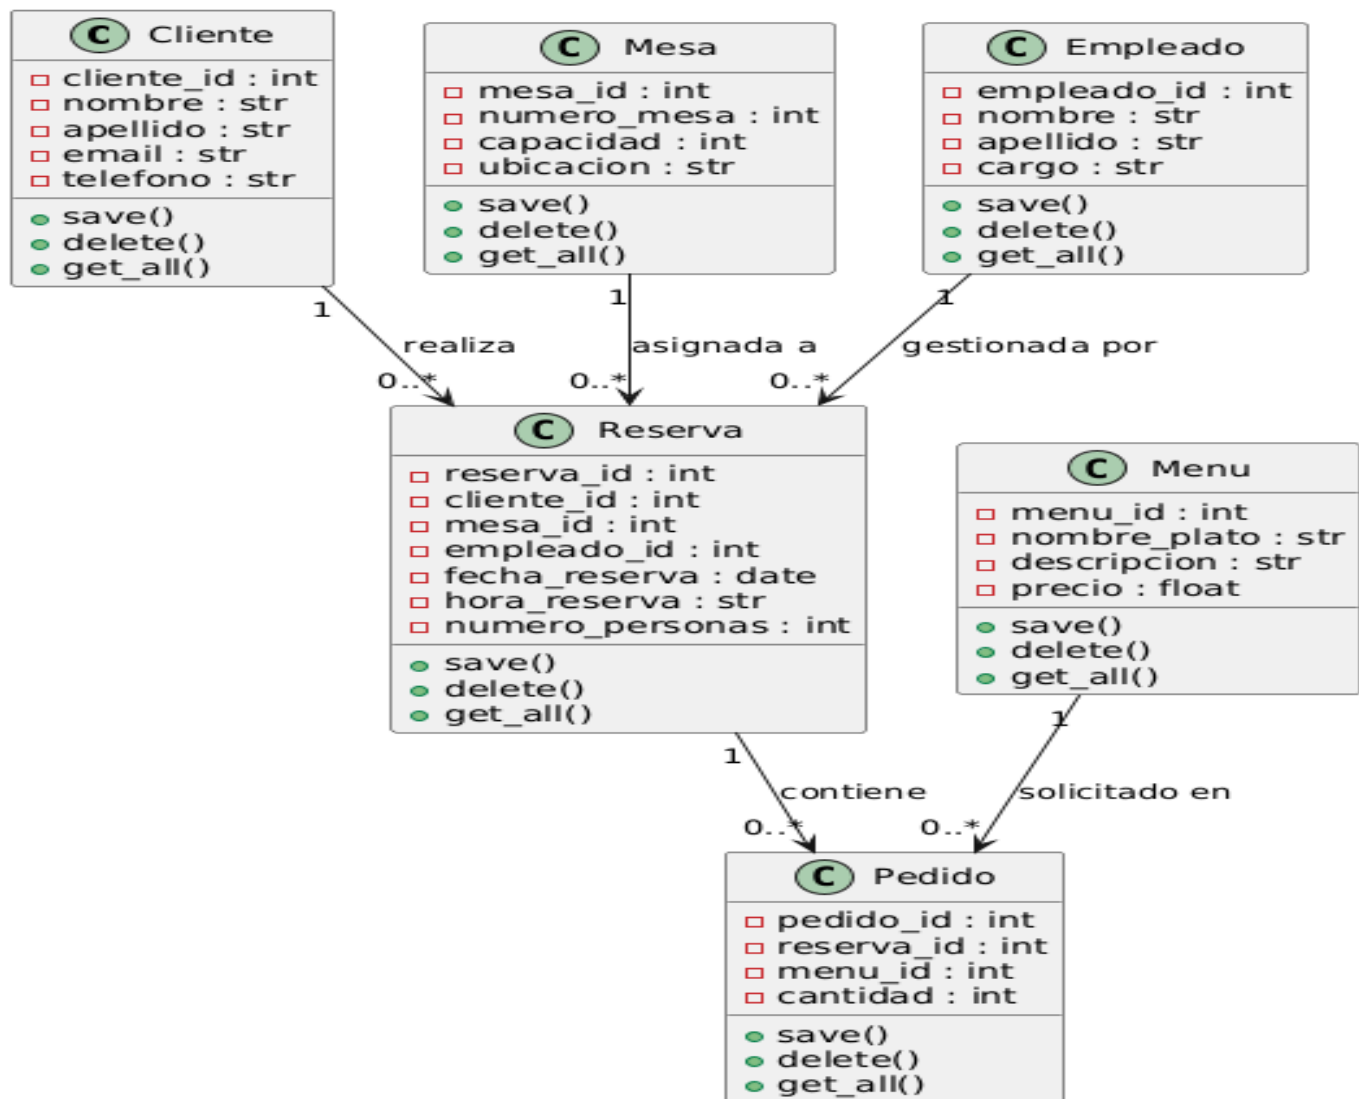 C Cliente
cliente_id : int
nombre : str
apellido : str
email : str
telefono : str
save()
delete()
get_all()
C Mesa
mesa_id : int
numero_mesa : int
capacidad : int
ubicacion : str
save()
delete()
get_all()
C Empleado
empleado_id : int
nombre : str
apellido : str
cargo : str
save()
delete()
get_all()
1
realiza
0..*
1
asignada a
0..*
1
gestionada por
0..*
C Reserva
reserva_id : int
cliente_id : int
mesa_id : int
empleado_id : int
fecha_reserva : date
hora_reserva : str
numero_personas : int
save()
delete()
get_all()
C Menu
menu_id : int
nombre_plato : str
descripcion : str
precio : float
save()
delete()
get_all()
1
contiene
0..*
1
solicitado en
0..*
C Pedido
pedido_id : int
reserva_id : int
menu_id : int
cantidad : int
save()
delete()
get_all()